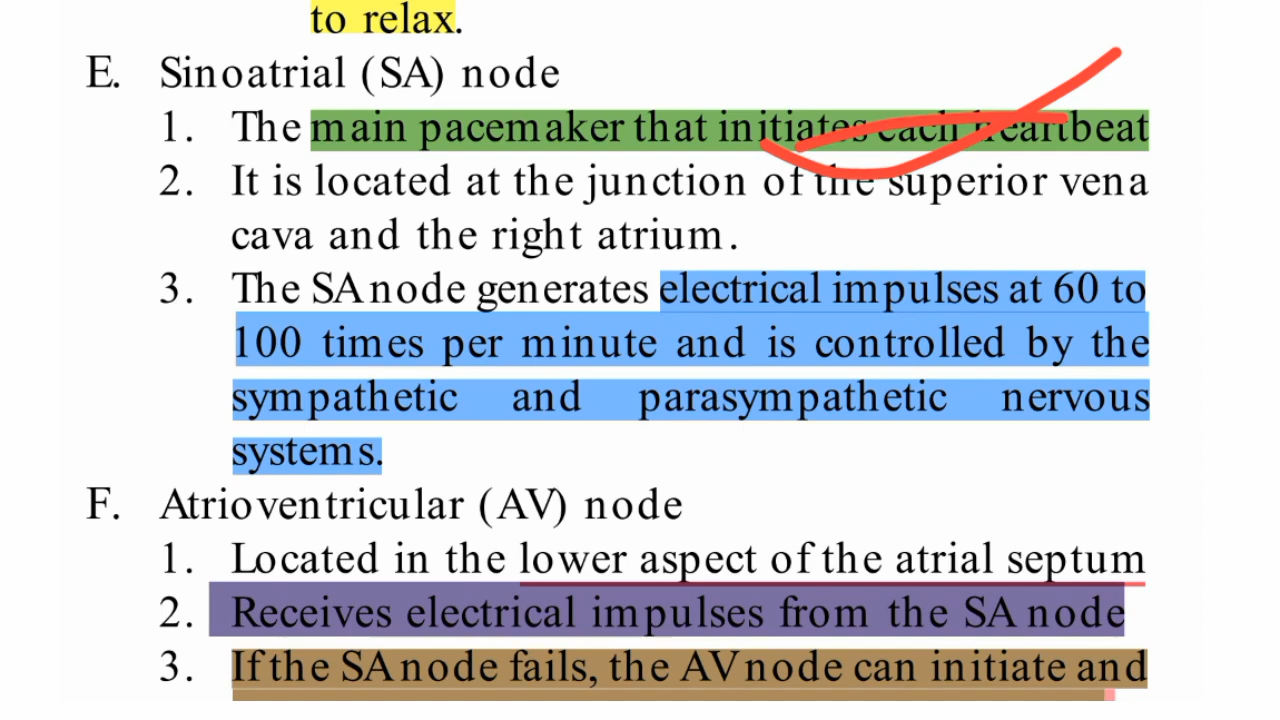 to relax.
E. Sinoatrial (SA) node
1. The main pacemaker that initiates each heartbeat
2. It is located at the junction of the superior vena
cava and the right atrium.
3. The SA node generates electrical impulses at 60 to
100 times per minute and is controlled by the
sympathetic and parasympathetic nervous
systems.
F. Atrioventricular (AV) node
1. Located in the lower aspect of the atrial septum
2. Receives electrical impulses from the SA node
3. If the SA node fails, the AV node can initiate and